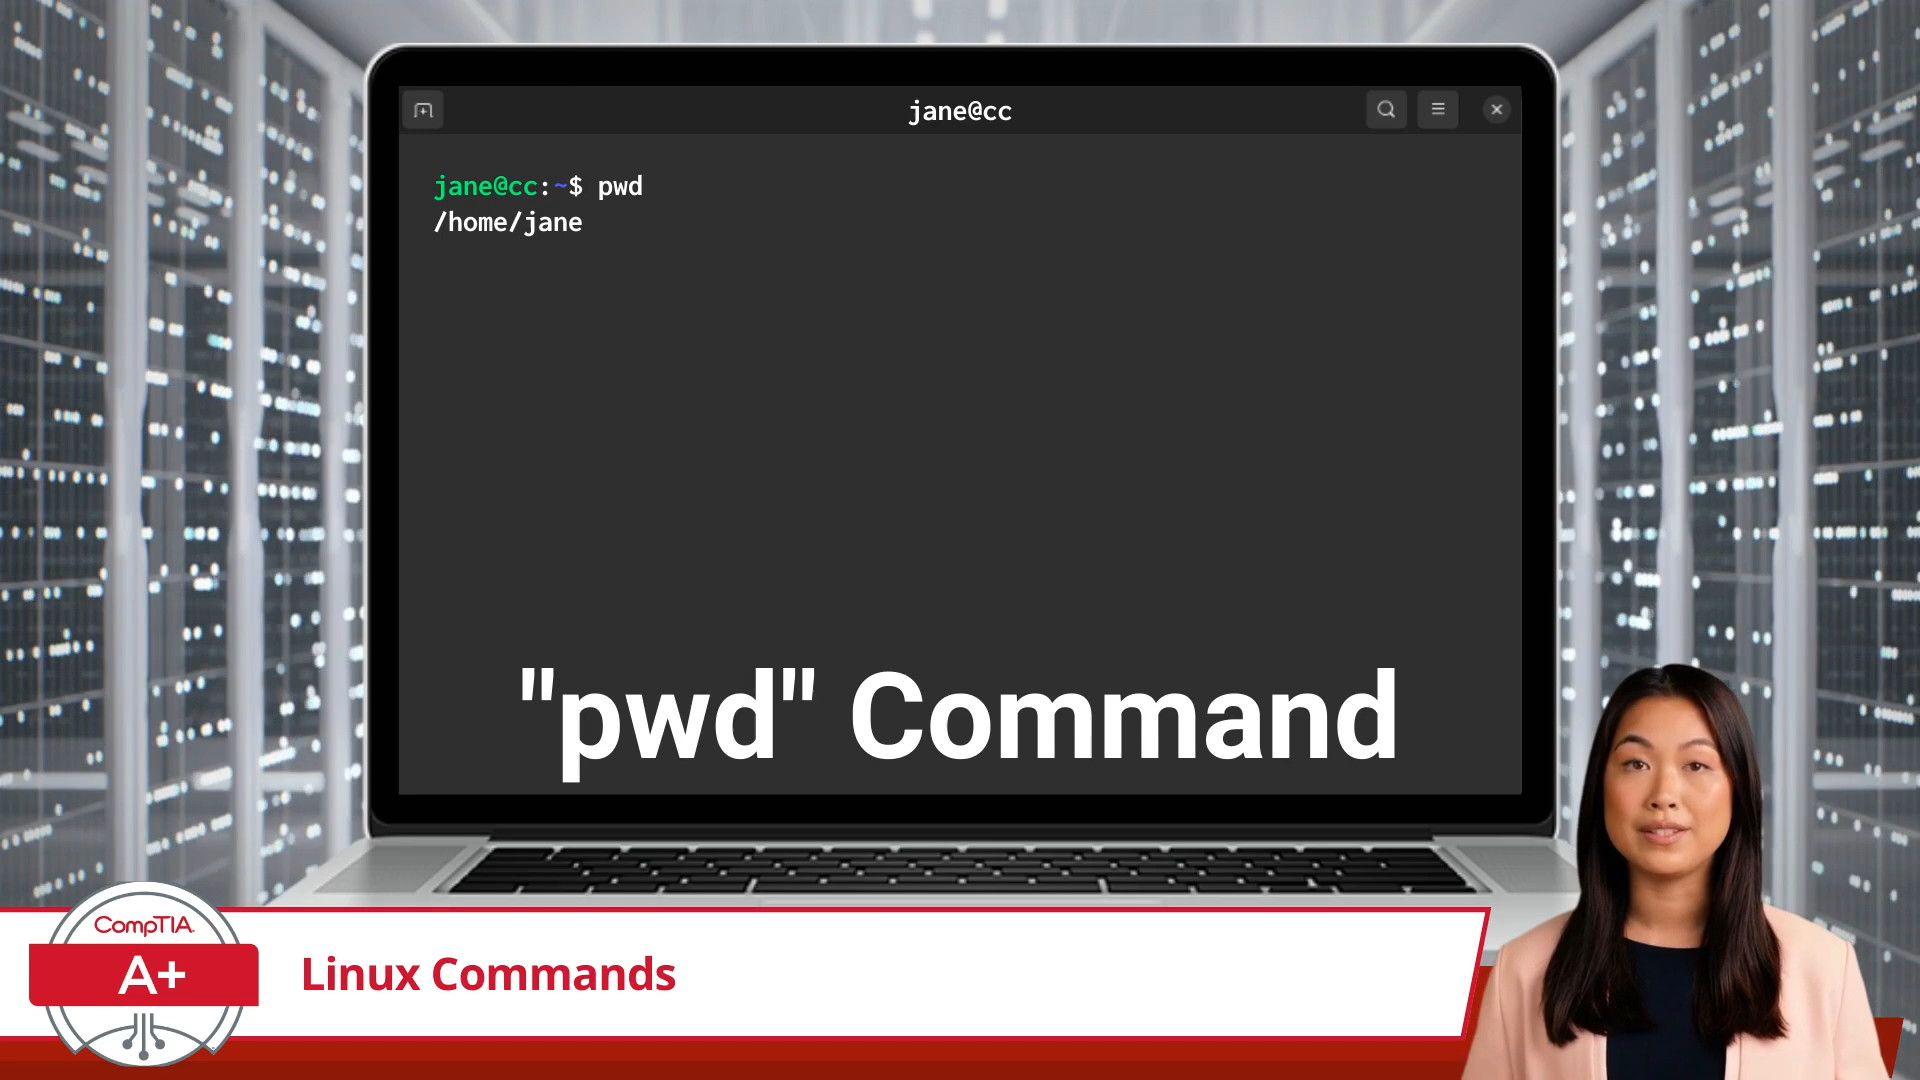 jane@cc
jane@cc:~$ pwd
/home/jane
"pwd" Command
CompTIA.
A+
Linux Commands